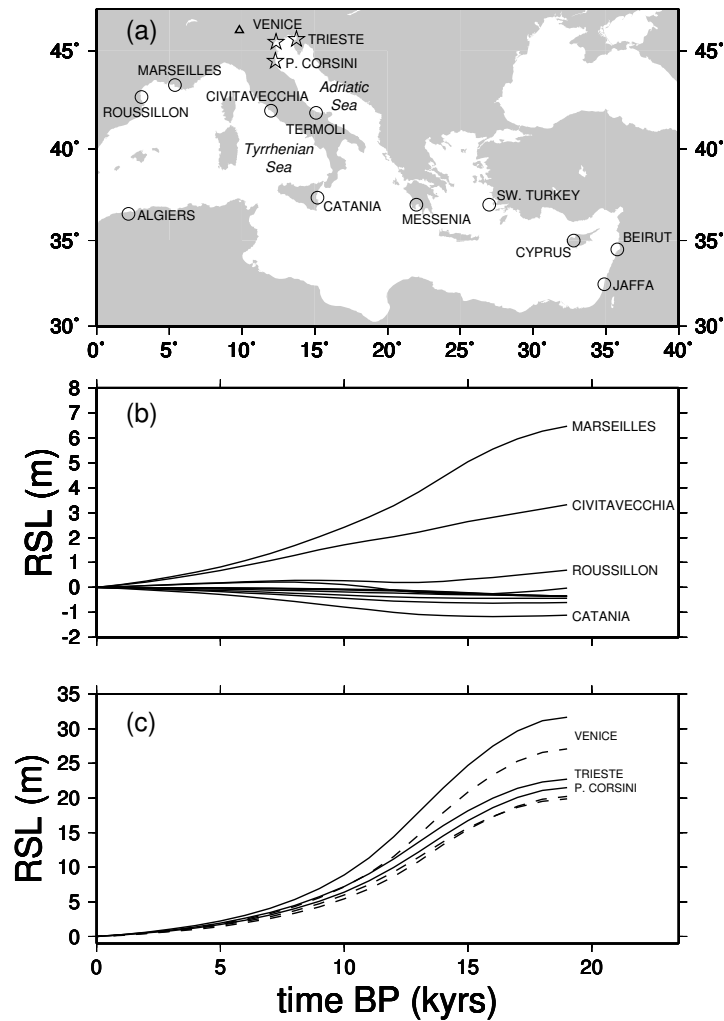 (a)
VENICE
TRIESTE
P. CORSINI
MARSEILLES
ROUSSILLON
CIVITAVECCHIA
Adriatic
Sea
TERMOLI
Tyrrhenian
Sea
ALGIERS
CATANIA
MESSENIA
SW. TURKEY
CYPRUS
BEIRUT
JAFFA
45˚ 45˚
40˚ 40˚
35˚ 35˚
30˚ 30˚
0˚ 5˚ 10˚ 15˚ 20˚ 25˚ 30˚ 35˚ 40˚
(b)
RSL (m)
8
7
6
5
4
3
2
1
0
-1
-2
MARSEILLES
CIVITAVECCHIA
ROUSSILLON
CATANIA
(c)
RSL (m)
35
30
25
20
15
10
5
0
VENICE
TRIESTE
P. CORSINI
0 5 10 15 20
time BP (kyrs)